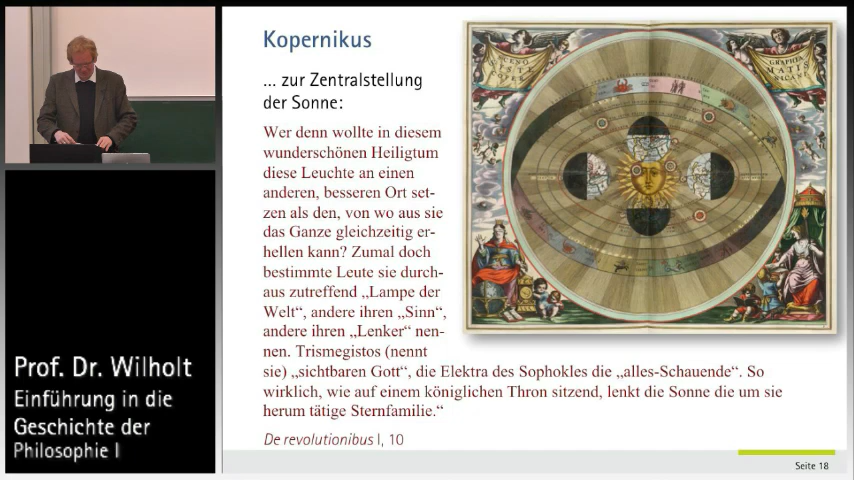 Kopernikus
... zur Zentralstellung
der Sonne:
Wer denn wollte in diesem
wunderschönen Heiligtum
diese Leuchte an einen
anderen, besseren Ort set-
zen als den, von wo aus sie
das Ganze gleichzeitig er-
hellen kann? Zumal doch
bestimmte Leute sie durch-
aus zutreffend „Lampe der
Welt“, andere ihren „Sinn“,
andere ihren „Lenker“ nen-
nen. Trismegistos (nennt
sie) „sichtbaren Gott“, die Elektra des Sophokles die „alles-Schauende“. So
wirklich, wie auf einem königlichen Thron sitzend, lenkt die Sonne die um sie
herum tätige Sternfamilie.“
De revolutionibus I, 10
Seite 18
Prof. Dr. Wilholt
Einführung in die
Geschichte der
Philosophie I